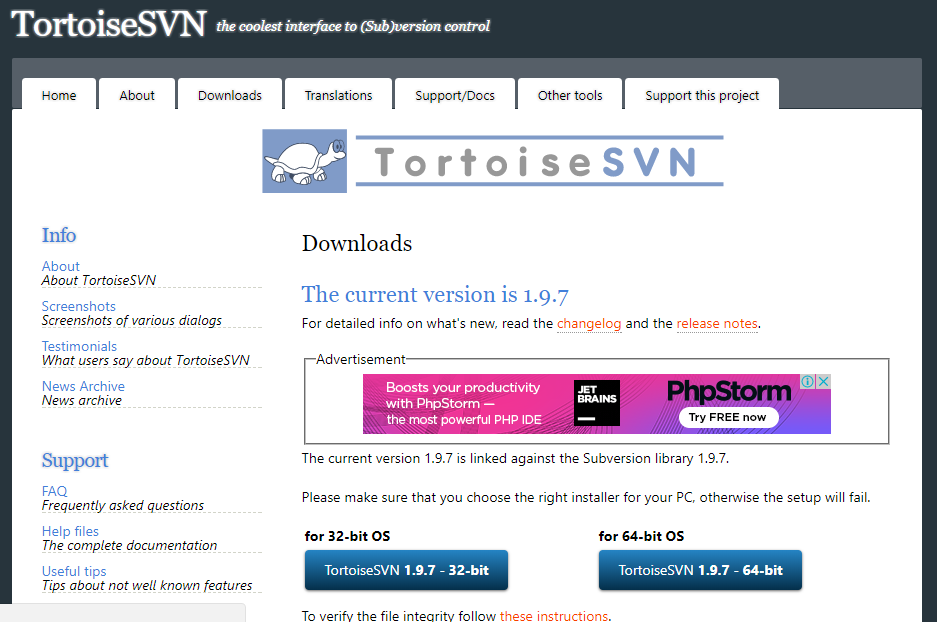 TortoiseSVN the coolest interface to (Sub)version control
Home About Downloads Translations Support/Docs Other tools Support this project
TortoiseSVN
Info
About
About TortoiseSVN
Screenshots
Screenshots of various dialogs
Testimonials
What users say about TortoiseSVN
News Archive
News archive
Support
FAQ
Frequently asked questions
Help files
The complete documentation
Useful tips
Tips about not well known features
Downloads
The current version is 1.9.7
For detailed info on what's new, read the changelog and the release notes.
Advertisement
Boosts your productivity
with PhpStorm —
the most powerful PHP IDE
JET
BRAINS
PhpStorm
Try FREE now
The current version 1.9.7 is linked against the Subversion library 1.9.7.
Please make sure that you choose the right installer for your PC, otherwise the setup will fail.
for 32-bit OS
TortoiseSVN 1.9.7 - 32-bit
for 64-bit OS
TortoiseSVN 1.9.7 - 64-bit
To verify the file integrity follow these instructions.